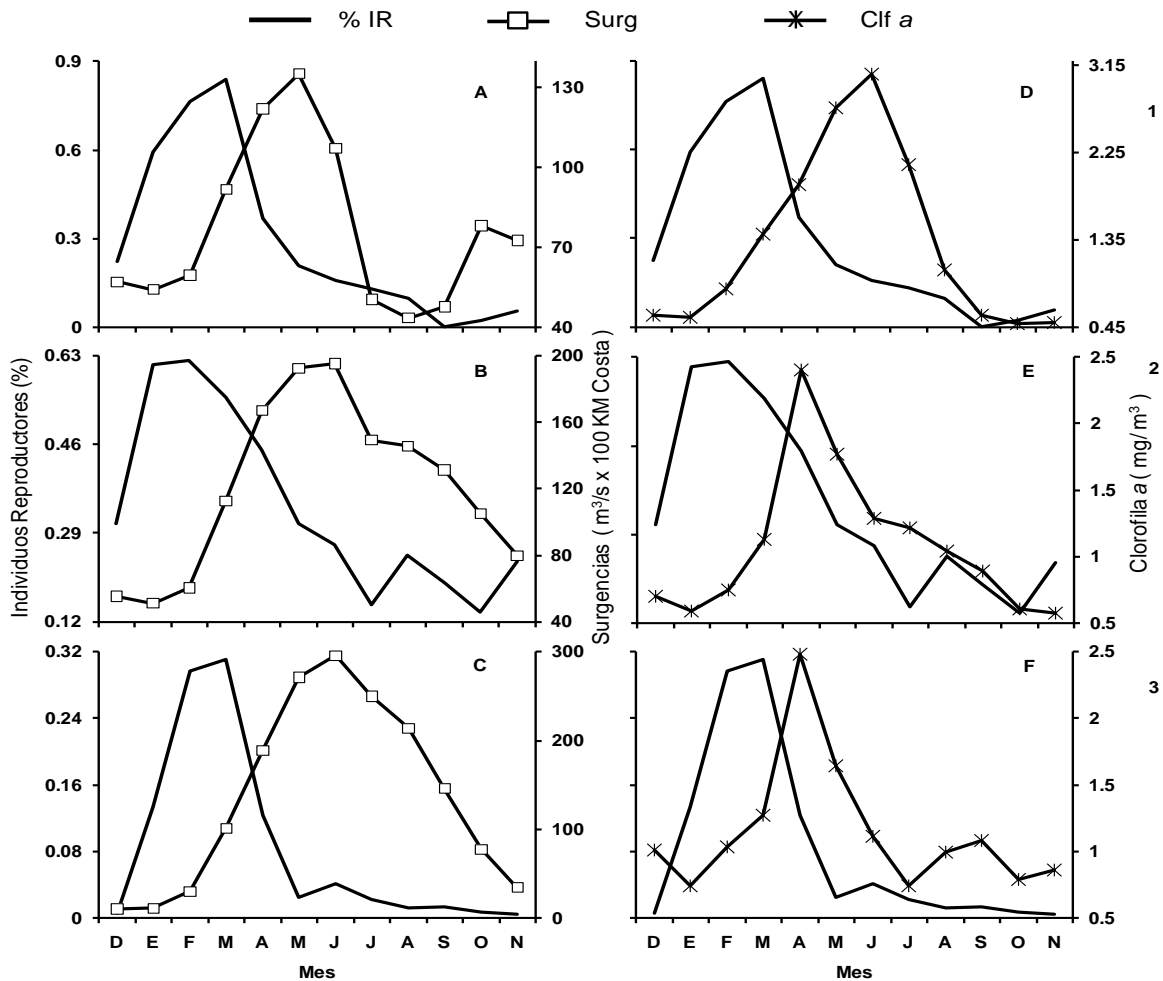 % IR
Surg
Clf a
0.9
0.6
0.3
0
A
130
100
70
40
D
3.15
2.25
1.35
0.45
1
Individuos Reproductores (%)
0.63
0.46
0.29
0.12
B
200
160
120
80
40
Surgencias ( m³/s x 100 KM Costa)
E
2.5
2
1.5
1
0.5
Clorofila a ( mg/ m³ )
2
0.32
0.24
0.16
0.08
0
C
300
200
100
0
F
2.5
2
1.5
1
0.5
3
D E F M A M J J A S O N
D E F M A M J J A S O N
Mes
Mes